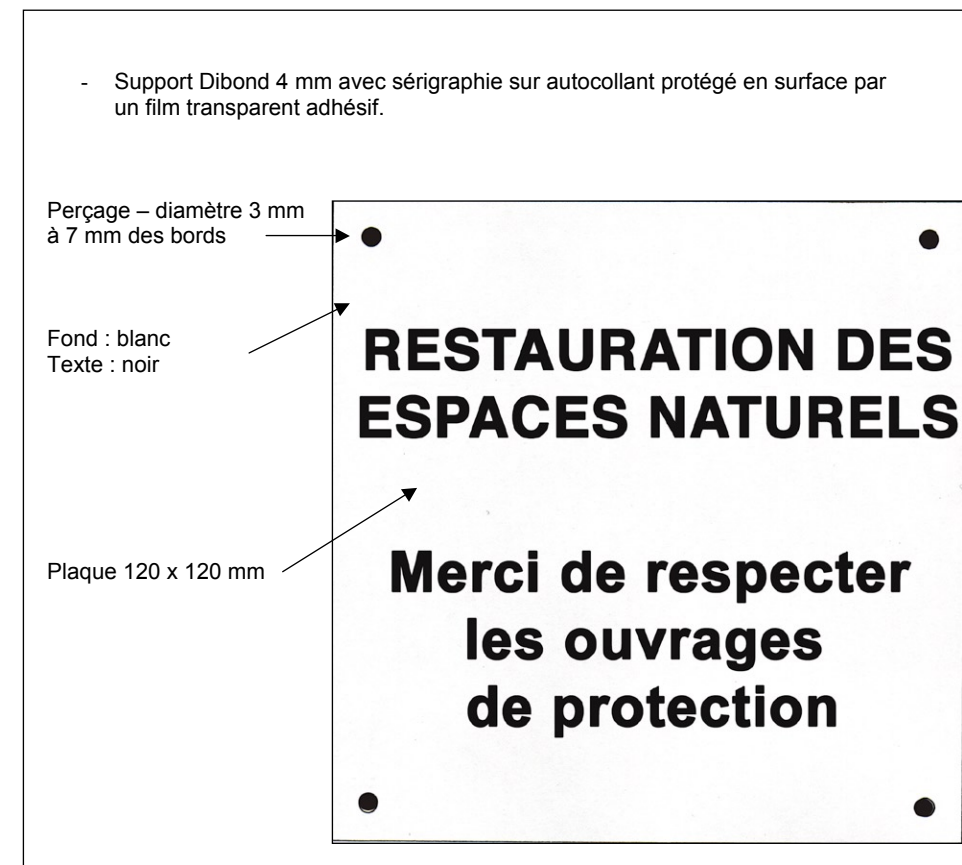 - Support Dibond 4 mm avec sérigraphie sur autocollant protégé en surface par
un film transparent adhésif.
Perçage – diamètre 3 mm
à 7 mm des bords
Fond : blanc
Texte : noir
Plaque 120 x 120 mm
RESTAURATION DES
ESPACES NATURELS
Merci de respecter
les ouvrages
de protection